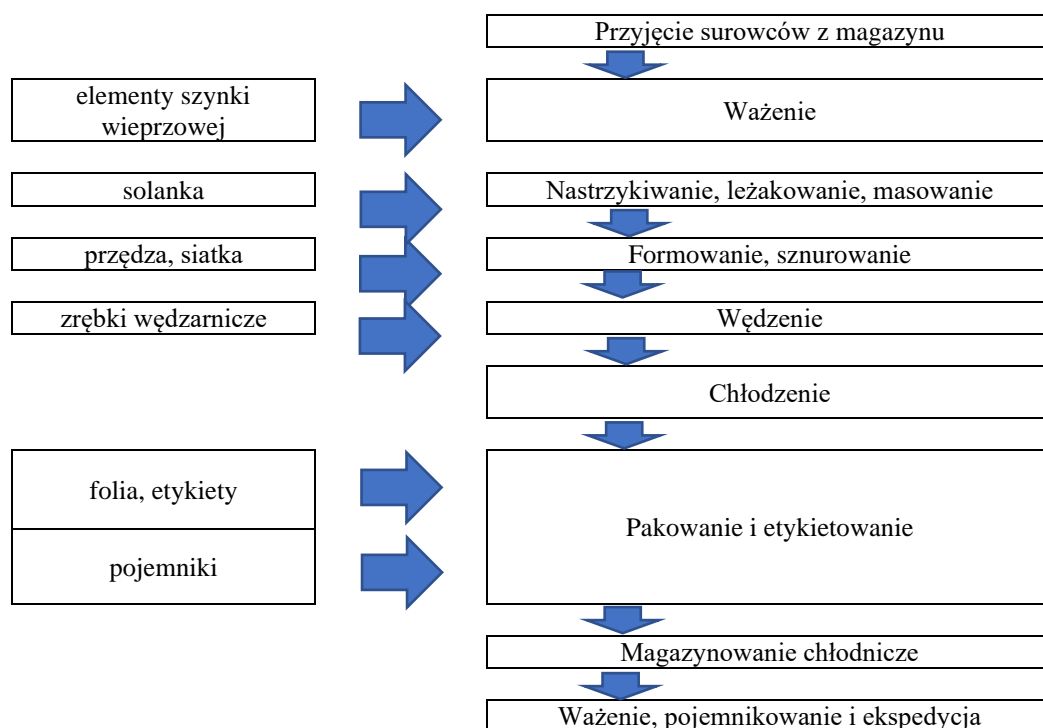 Przyjęcie surowców z magazynu
elementy szynki
wieprzowej
Ważenie
solanka
Nastrzykiwanie, leżakowanie, masowanie
przędza, siatka
Formowanie, sznurowanie
zrębki wędzarnicze
Wędzenie
Chłodzenie
folia, etykiety
Pakowanie i etykietowanie
pojemniki
Magazynowanie chłodnicze
Ważenie, pojemnikowanie i ekspedycja